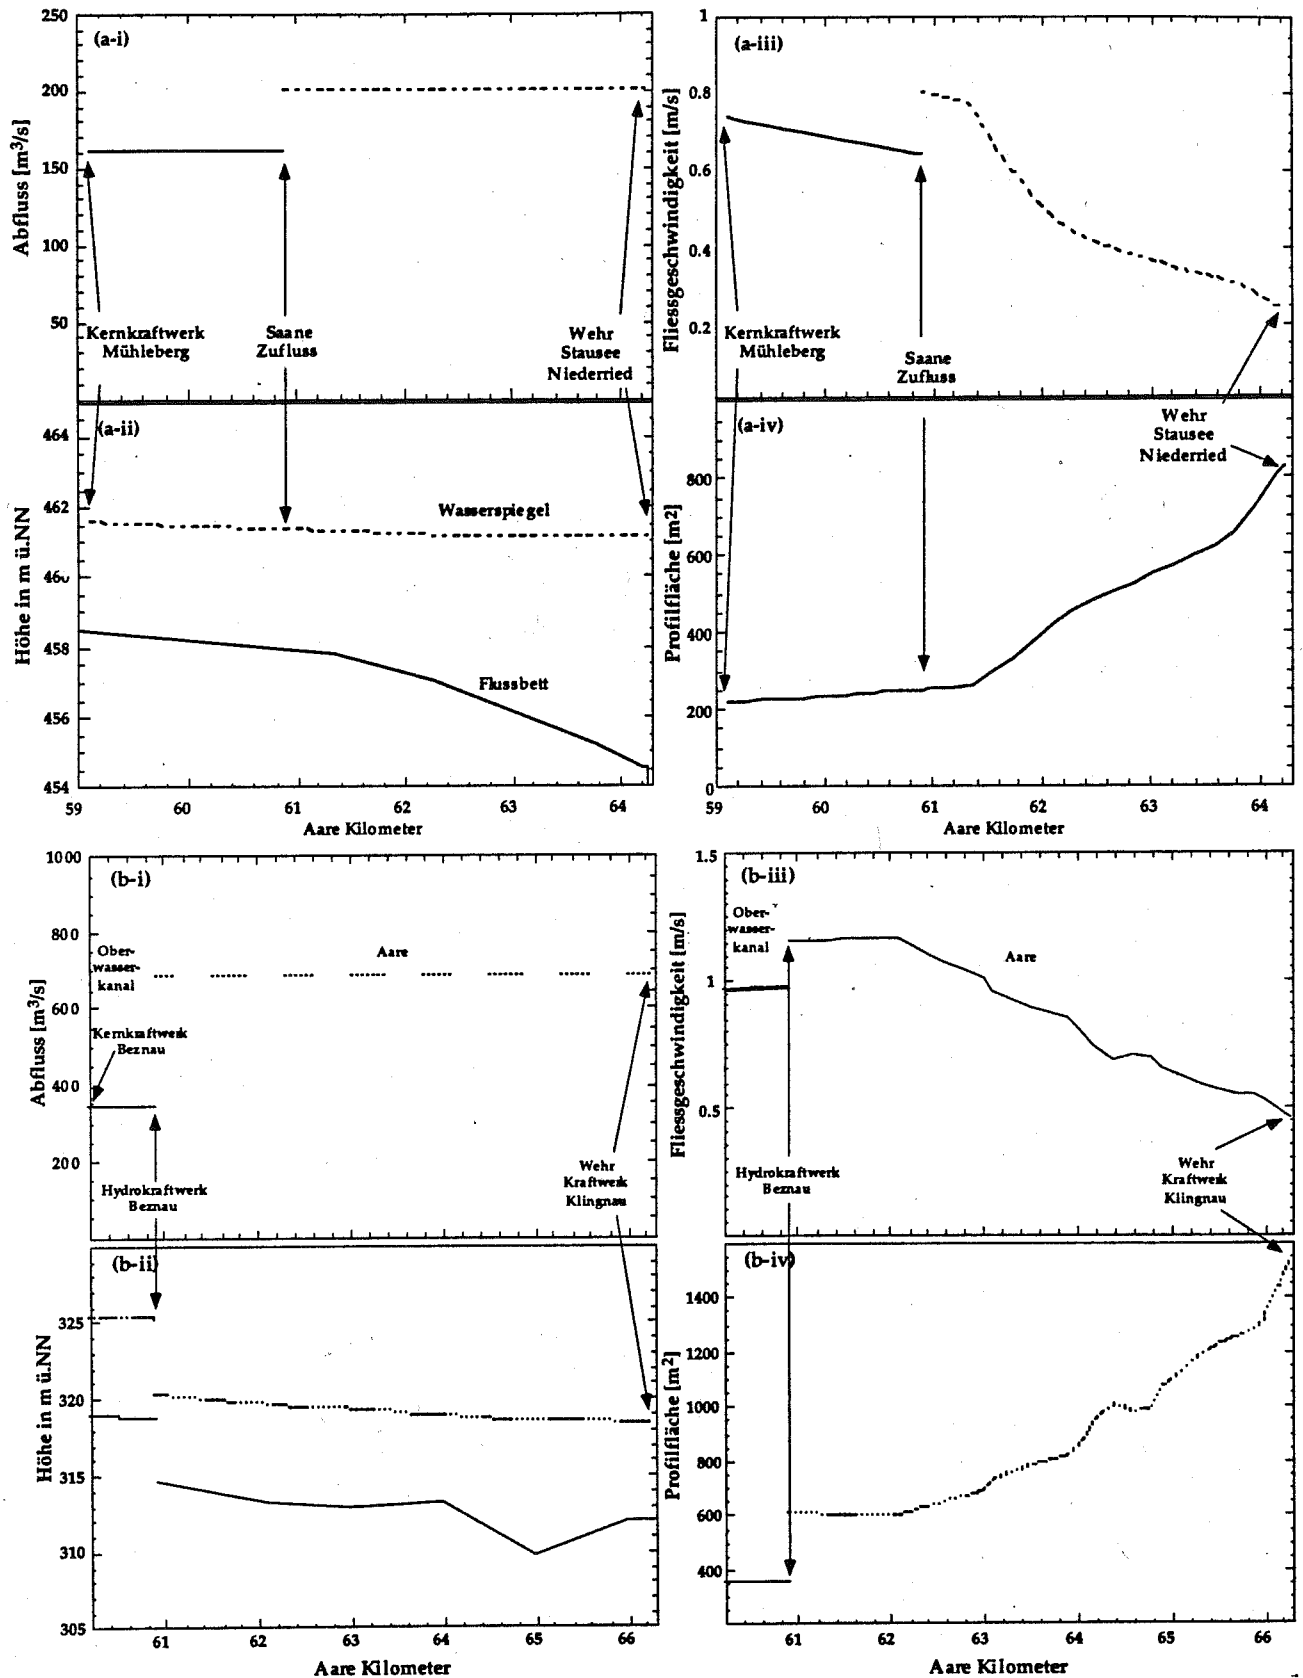 (a-i)
250
200
150
100
50
Abfluss [m³/s]
Kernkraftwerk
Mühleberg
Saane
Zufluss
Wehr
Stausee
Niederried
(a-iii)
1
0.8
0.6
0.4
0.2
Fliessgeschwindigkeit [m/s]
Kernkraftwerk
Mühleberg
Saane
Zufluss
(a-ii)
464
462
460
458
456
454
Höhe in m ü.NN
Wasserspiegel
Flussbett
59
60
61
62
63
64
Aare Kilometer
(a-iv)
Wehr
Stausee
Niederried
800
600
400
200
0
Profilfläche [m²]
59
60
61
62
63
64
Aare Kilometer
(b-i)
1000
800
600
400
200
Abfluss [m³/s]
Ober-
wasser-
kanal
Aare
Kernkraftwerk
Beznau
Hydrokraftwerk
Beznau
Wehr
Kraftwerk
Klingnau
(b-iii)
1.5
1
0.5
Fliessgeschwindigkeit [m/s]
Ober-
wasser-
kanal
Aare
Hydrokraftwerk
Beznau
Wehr
Kraftwerk
Klingnau
(b-ii)
325
320
315
310
305
Höhe in m ü.NN
61
62
63
64
65
66
Aare Kilometer
(b-iv)
1400
1200
1000
800
600
400
Profilfläche [m²]
61
62
63
64
65
66
Aare Kilometer